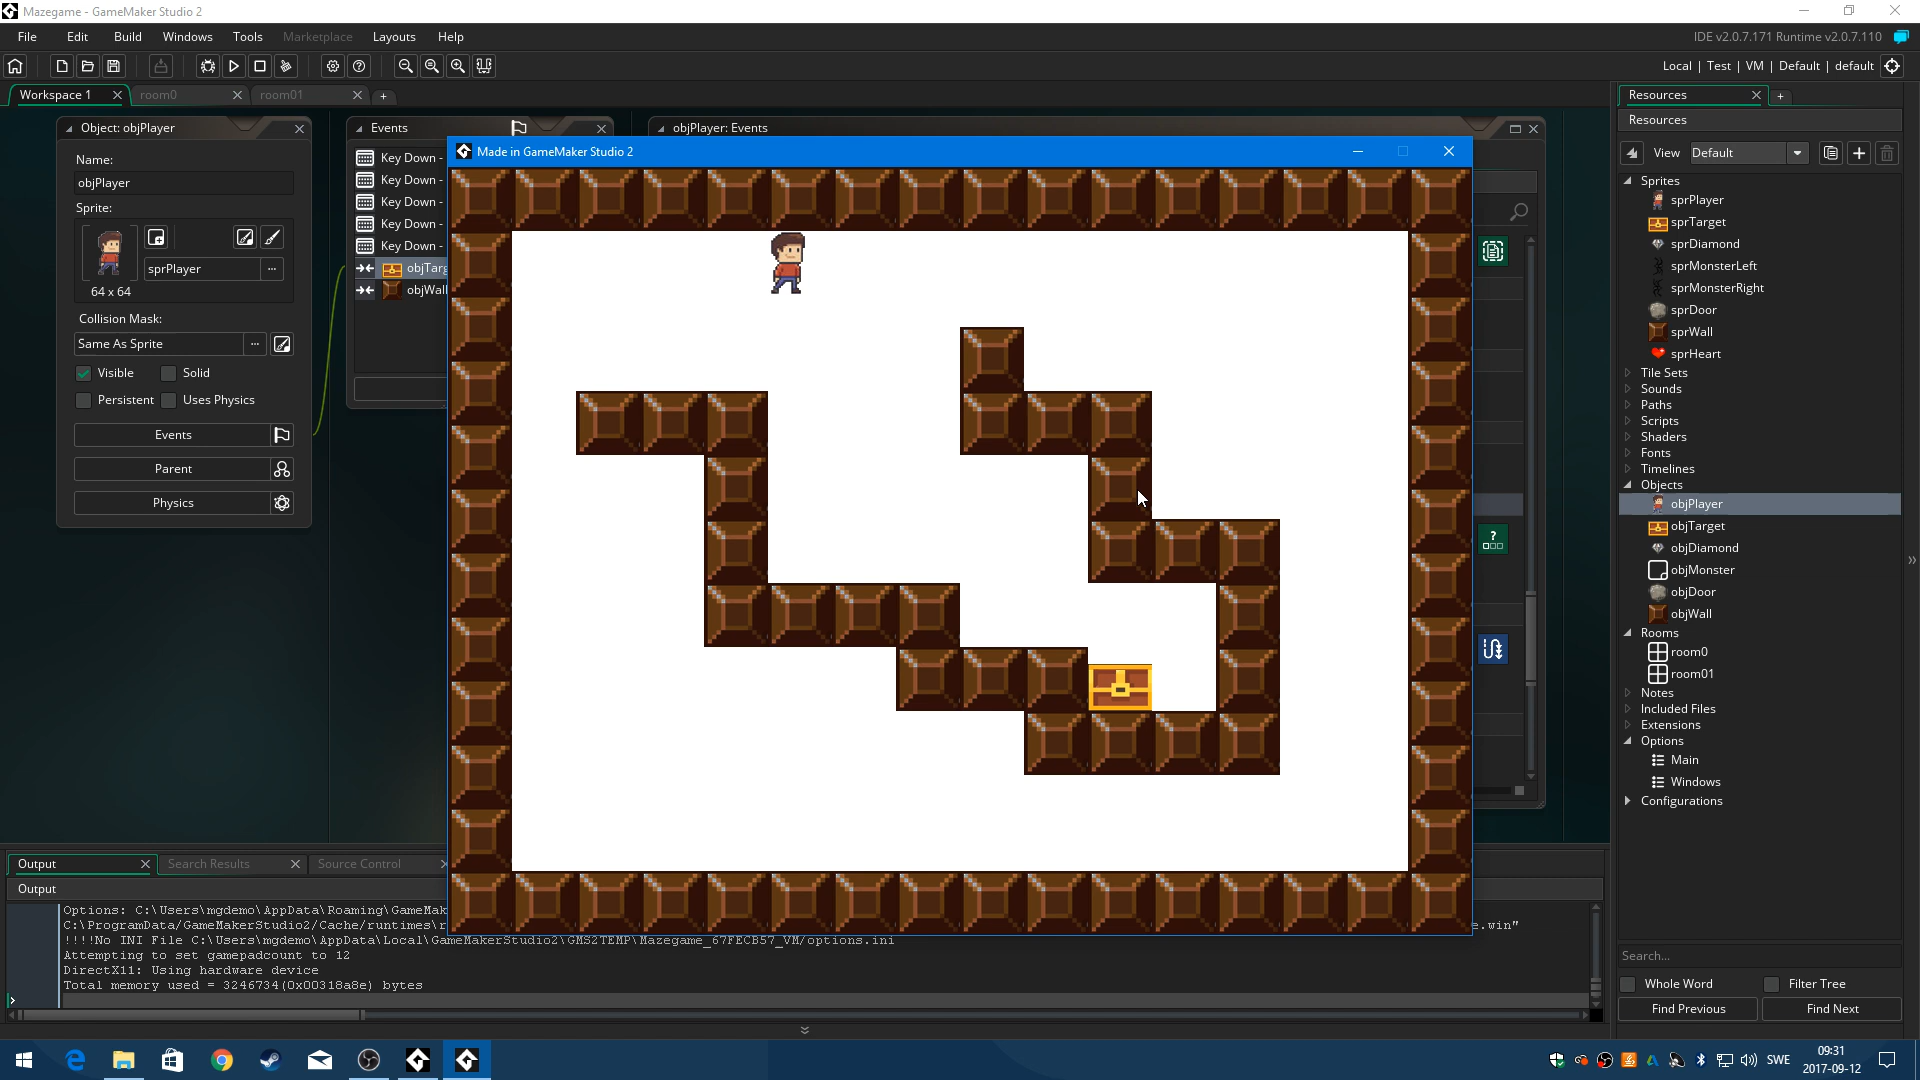 Mazegame - GameMaker Studio 2
File Edit Build Windows Tools Marketplace Layouts Help
IDE v2.0.7.171 Runtime v2.0.7.110
Local | Test | VM | Default | default
Workspace 1 room0 room01
Object: objPlayer
Name:
objPlayer
Sprite:
sprPlayer
64 x 64
Collision Mask:
Same As Sprite
Visible Solid
Persistent Uses Physics
Events
Parent
Physics
Events
Key Down -
Key Down -
Key Down -
Key Down -
Key Down -
objTarg
objWall
objPlayer: Events
Made in GameMaker Studio 2
Resources
Resources
View Default
Sprites
sprPlayer
sprTarget
sprDiamond
sprMonsterLeft
sprMonsterRight
sprDoor
sprWall
sprHeart
Tile Sets
Sounds
Paths
Scripts
Shaders
Fonts
Timelines
Objects
objPlayer
objTarget
objDiamond
objMonster
objDoor
objWall
Rooms
room0
room01
Notes
Included Files
Extensions
Options
Main
Windows
Configurations
Search...
Whole Word Filter Tree
Find Previous Find Next
Output Search Results Source Control
Output
Options: C:\Users\mgdemo\AppData\Roaming\GameMak
C:\ProgramData/GameMakerStudio2/Cache/runtimes\r e.win"
!!!!No INI File C:\Users\mgdemo\AppData\Local\GameMakerStudio2\GMS2TEMP\Mazegame_67FECB57_VM/options.ini
Attempting to set gamepadcount to 12
DirectX11: Using hardware device
Total memory used = 3246734(0x00318a8e) bytes
SWE
09:31
2017-09-12